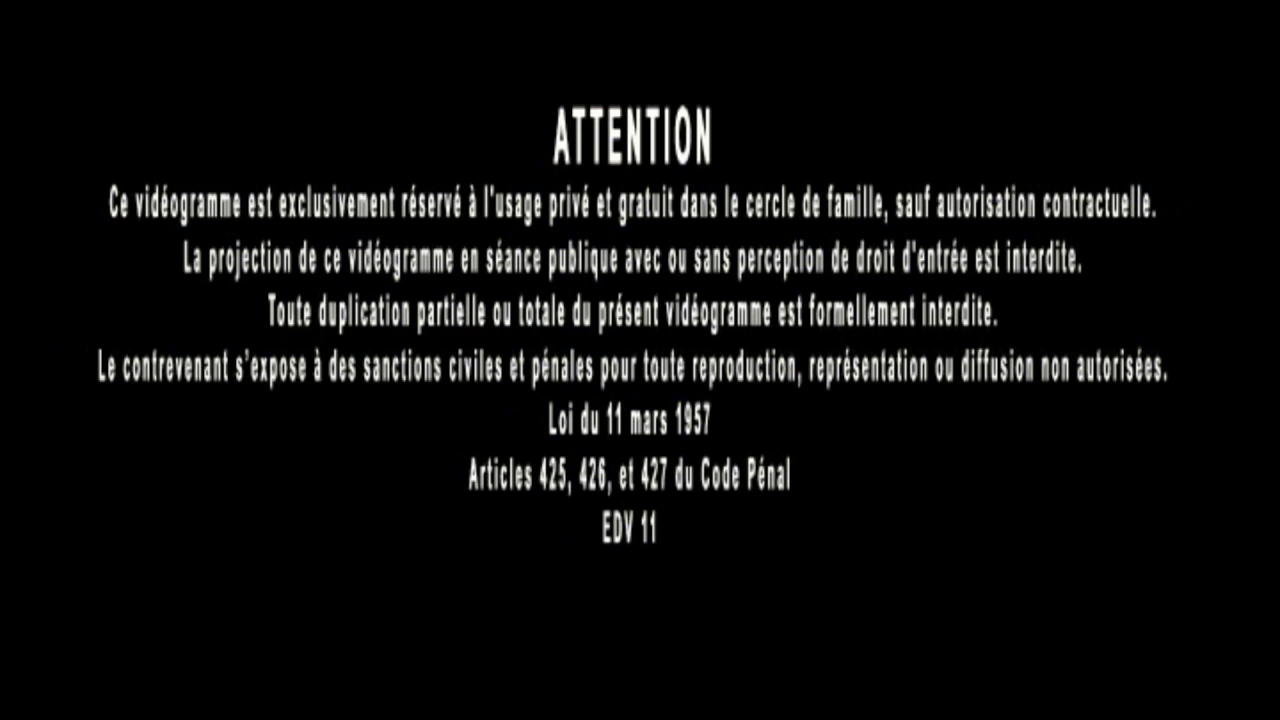 ATTENTION
Ce vidéogramme est exclusivement réservé à l'usage privé et gratuit dans le cercle de famille, sauf autorisation contractuelle.
La projection de ce vidéogramme en séance publique avec ou sans perception de droit d'entrée est interdite.
Toute duplication partielle ou totale du présent vidéogramme est formellement interdite.
Le contrevenant s'expose à des sanctions civiles et pénales pour toute reproduction, représentation ou diffusion non autorisées.
Loi du 11 mars 1957
Articles 425, 426, et 427 du Code Pénal
EDV 11